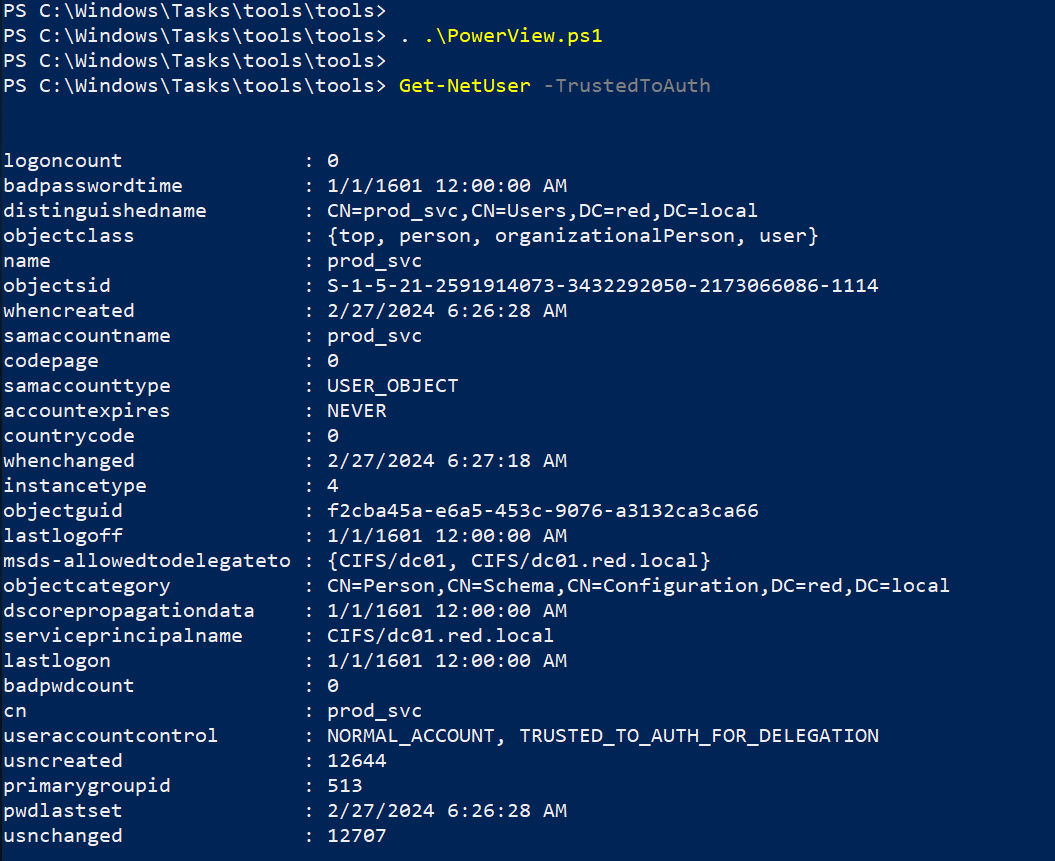 PS C:\Windows\Tasks\tools\tools>
PS C:\Windows\Tasks\tools\tools> . .\PowerView.ps1
PS C:\Windows\Tasks\tools\tools>
PS C:\Windows\Tasks\tools\tools> Get-NetUser -TrustedToAuth
logoncount : 0
badpasswordtime : 1/1/1601 12:00:00 AM
distinguishedname : CN=prod_svc,CN=Users,DC=red,DC=local
objectclass : {top, person, organizationalPerson, user}
name : prod_svc
objectsid : S-1-5-21-2591914073-3432292050-2173066086-1114
whencreated : 2/27/2024 6:26:28 AM
samaccountname : prod_svc
codepage : 0
samaccounttype : USER_OBJECT
accountexpires : NEVER
countrycode : 0
whenchanged : 2/27/2024 6:27:18 AM
instancetype : 4
objectguid : f2cba45a-e6a5-453c-9076-a3132ca3ca66
lastlogoff : 1/1/1601 12:00:00 AM
msds-allowedtodelegateto : {CIFS/dc01, CIFS/dc01.red.local}
objectcategory : CN=Person,CN=Schema,CN=Configuration,DC=red,DC=local
dscorepropagationdata : 1/1/1601 12:00:00 AM
serviceprincipalname : CIFS/dc01.red.local
lastlogon : 1/1/1601 12:00:00 AM
badpwdcount : 0
cn : prod_svc
useraccountcontrol : NORMAL_ACCOUNT, TRUSTED_TO_AUTH_FOR_DELEGATION
usncreated : 12644
primarygroupid : 513
pwdlastset : 2/27/2024 6:26:28 AM
usnchanged : 12707